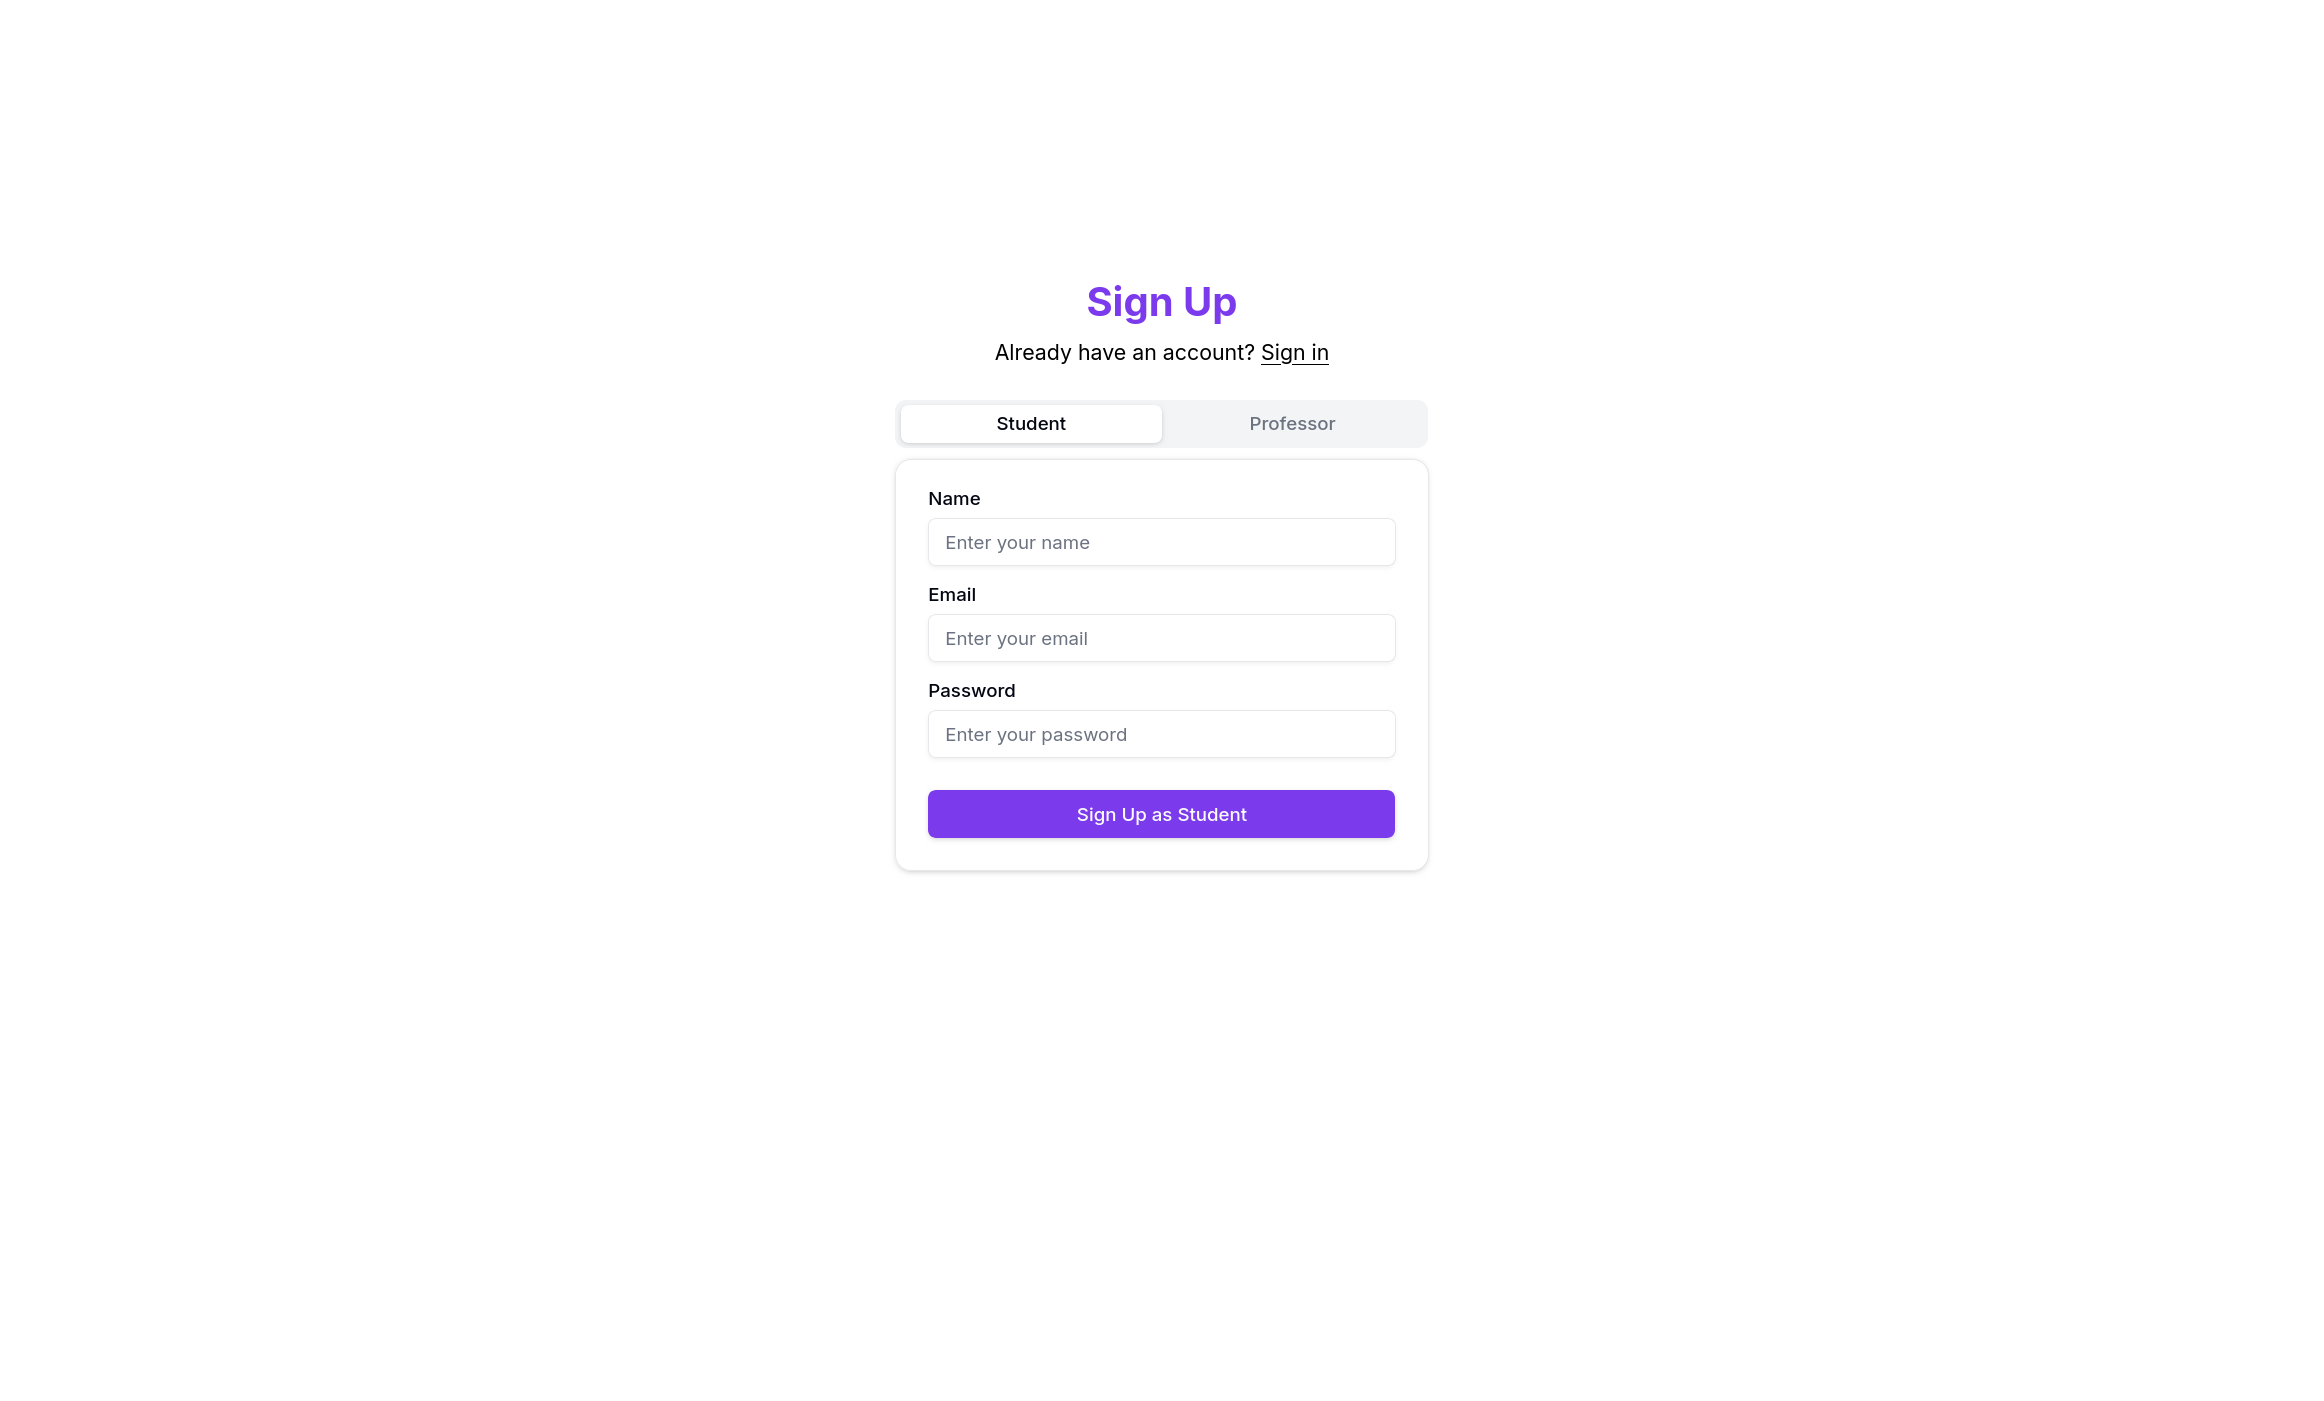 Sign Up
Already have an account? Sign in
Student Professor
Name
Enter your name
Email
Enter your email
Password
Enter your password
Sign Up as Student